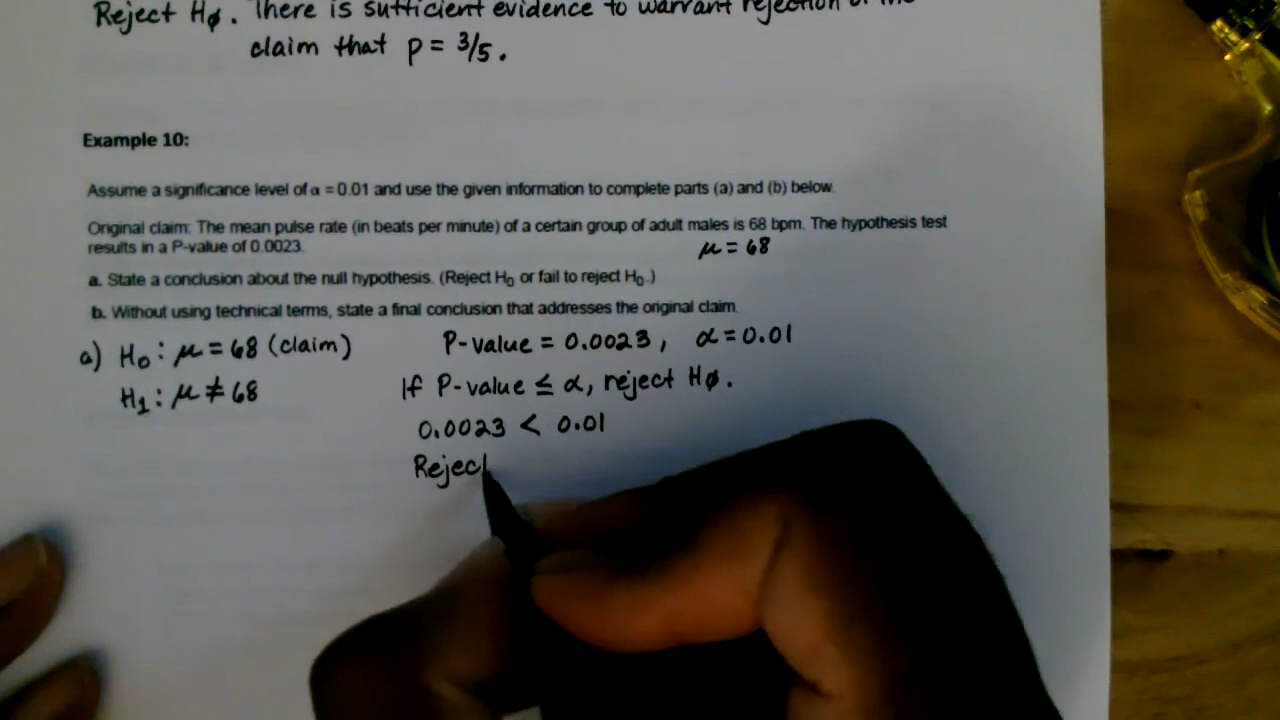 Reject H∅. There is sufficient evidence to warrant rejection of the
claim that p = 3/5.
Example 10:
Assume a significance level of α = 0.01 and use the given information to complete parts (a) and (b) below.
Original claim: The mean pulse rate (in beats per minute) of a certain group of adult males is 68 bpm. The hypothesis test
results in a P-value of 0.0023.
μ = 68
a. State a conclusion about the null hypothesis. (Reject H₀ or fail to reject H₀.)
b. Without using technical terms, state a final conclusion that addresses the original claim.
a) H₀: μ = 68 (claim) P-value = 0.0023, α = 0.01
H₁: μ ≠ 68 If P-value ≤ α, reject H∅.
0.0023 < 0.01
Reject